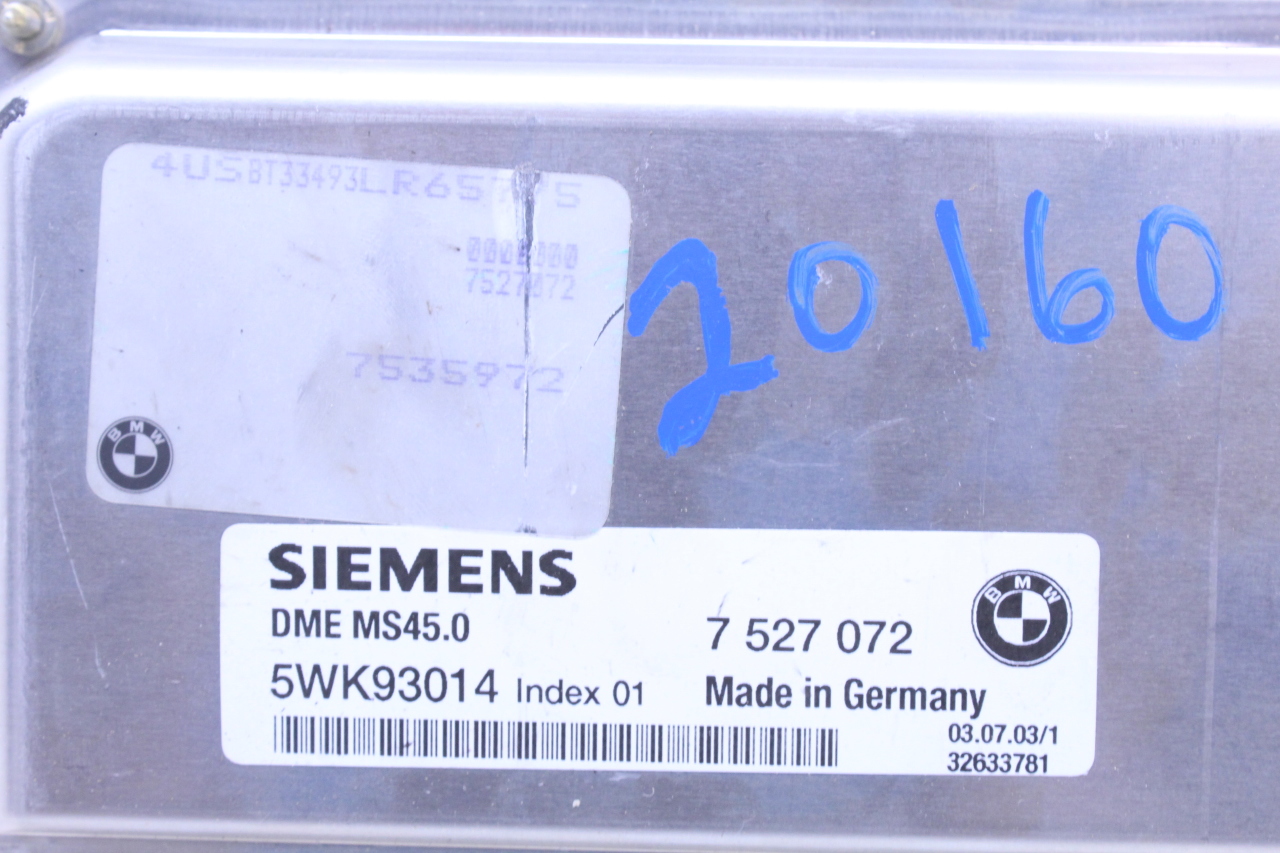 0000000
7527072
7535972
BMW
20160
SIEMENS
DME MS45.0
7 527 072
BMW
5WK93014 Index 01
Made in Germany
03.07.03/1
32633781